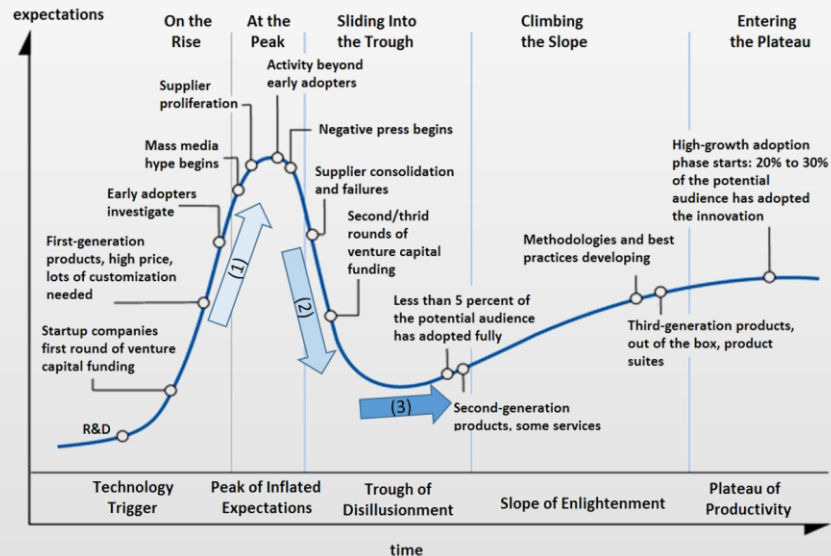 expectations
On the
Rise
At the
Peak
Sliding Into
the Trough
Climbing
the Slope
Entering
the Plateau
Activity beyond
early adopters
Supplier
proliferation
Negative press begins
Mass media
hype begins
High-growth adoption
phase starts: 20% to 30%
of the potential
audience has adopted
the innovation
Supplier consolidation
and failures
Early adopters
investigate
Second/thrid
rounds of
venture capital
funding
First-generation
products, high price,
lots of customization
needed
Methodologies and best
practices developing
(1)
(2)
Less than 5 percent of
the potential audience
has adopted fully
Startup companies
first round of venture
capital funding
Third-generation products,
out of the box, product
suites
(3)
Second-generation
products, some services
R&D
Technology
Trigger
Peak of Inflated
Expectations
Trough of
Disillusionment
Slope of Enlightenment
Plateau of
Productivity
time